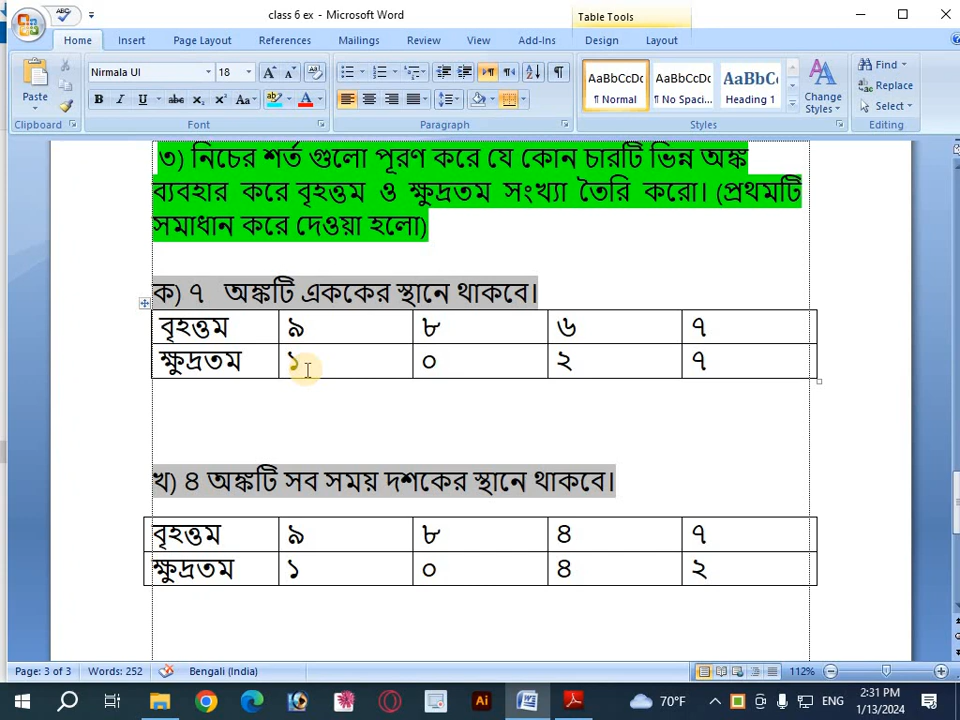 class 6 ex - Microsoft Word
Table Tools
Home Insert Page Layout References Mailings Review View Add-Ins Design Layout
Paste
Clipboard
Nirmala UI 18
Font
Paragraph
AaBbCcDc AaBbCcDc AaBbCc
¶ Normal ¶ No Spaci... Heading 1
Change Styles
Styles
Find
Replace
Select
Editing
৩) নিচের শর্ত গুলো পূরণ করে যে কোন চারটি ভিন্ন অঙ্ক
ব্যবহার করে বৃহত্তম ও ক্ষুদ্রতম সংখ্যা তৈরি করো। (প্রথমটি
সমাধান করে দেওয়া হলো)
ক) ৭ অঙ্কটি এককের স্থানে থাকবে।
বৃহত্তম ৯ ৮ ৬ ৭
ক্ষুদ্রতম ১ ০ ২ ৭
খ) ৪ অঙ্কটি সব সময় দশকের স্থানে থাকবে।
বৃহত্তম ৯ ৮ ৪ ৭
ক্ষুদ্রতম ১ ০ ৪ ২
Page: 3 of 3 Words: 252 Bengali (India) 112%
70°F ENG 2:31 PM
1/13/2024